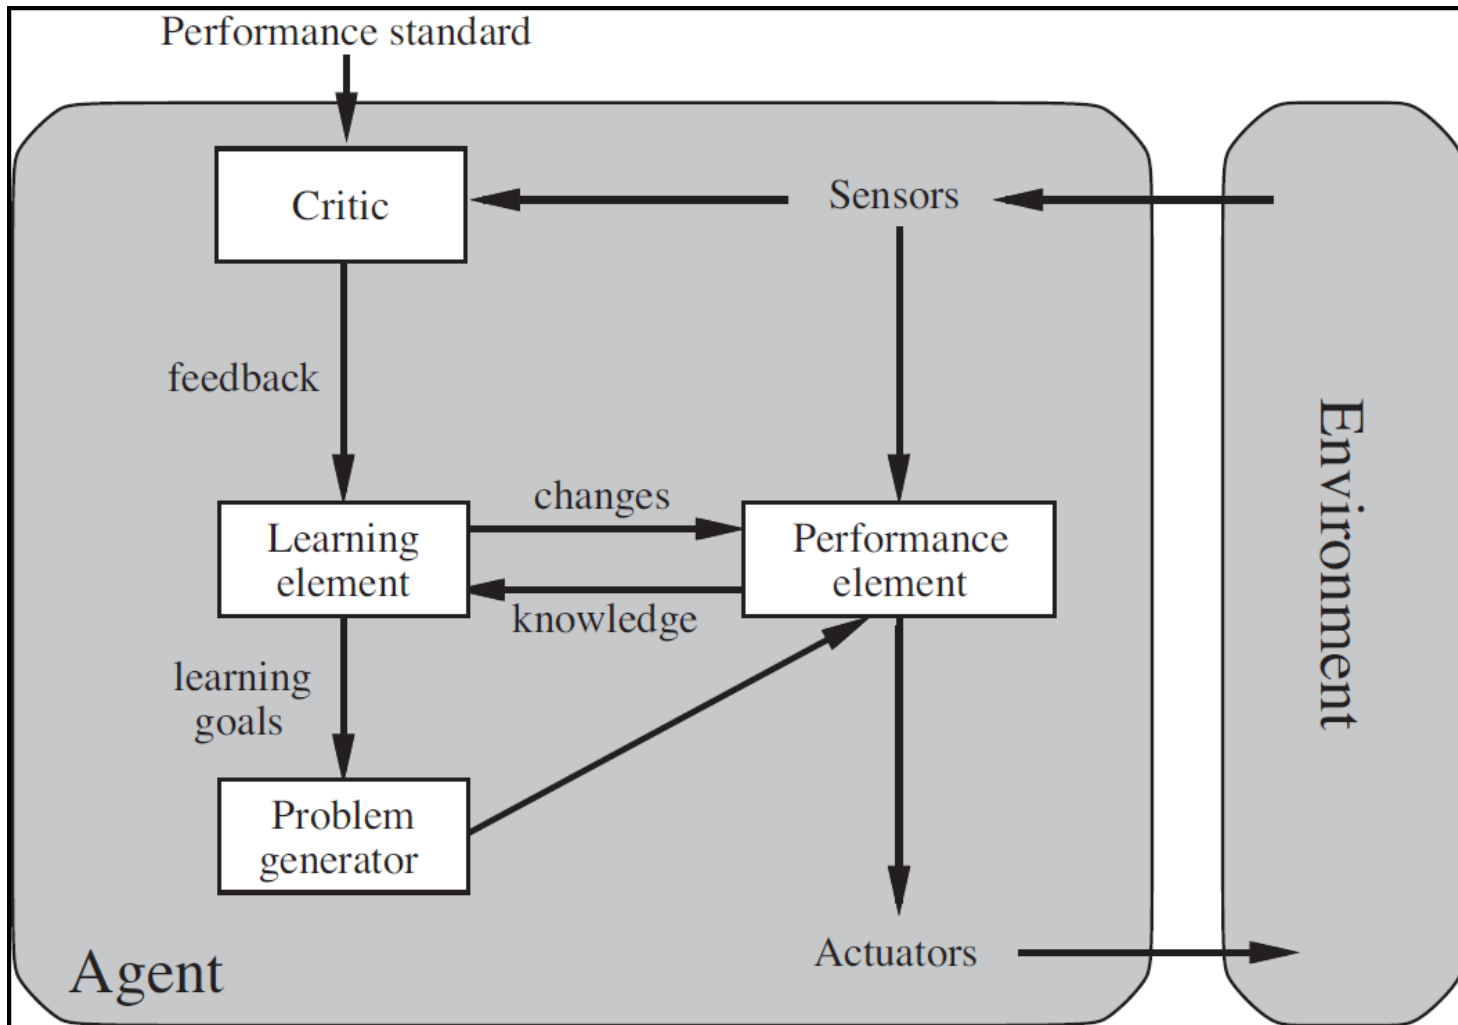 Performance standard
Critic
Sensors
feedback
changes
Learning
element
Performance
element
knowledge
learning
goals
Problem
generator
Actuators
Agent
Environment